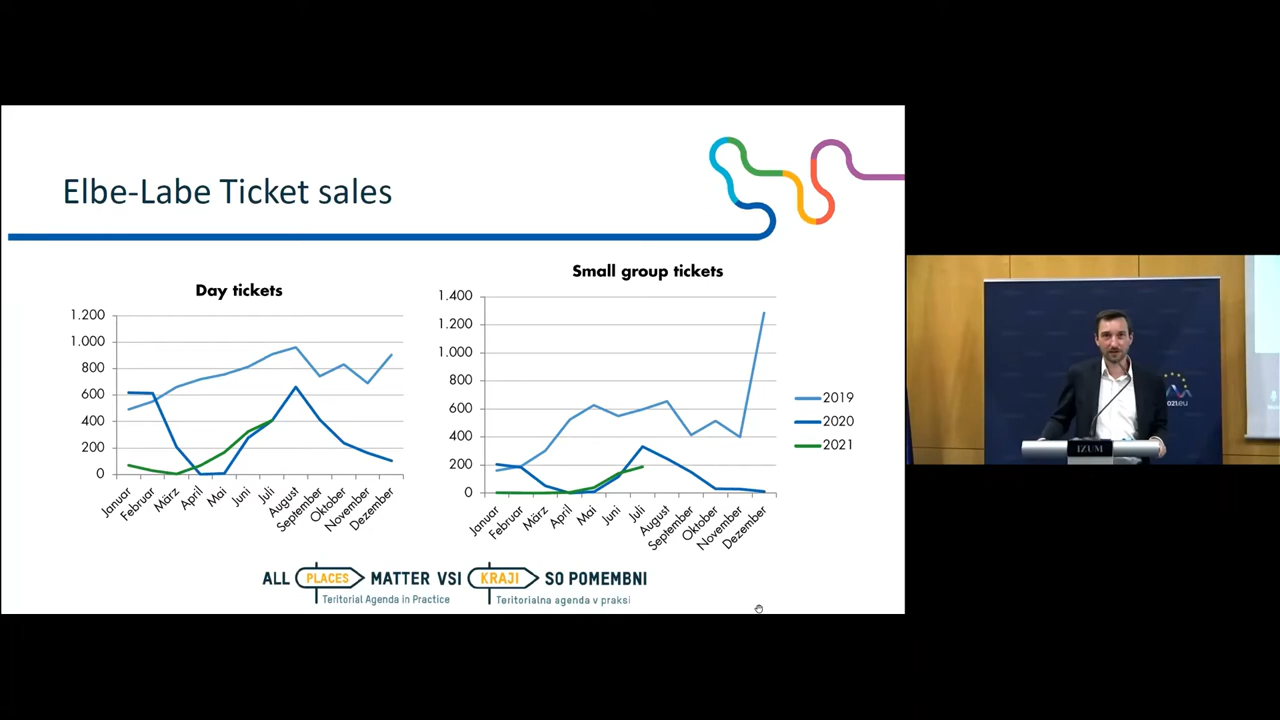 Elbe-Labe Ticket sales
Day tickets
1.200
1.000
800
600
400
200
0
Januar
Februar
März
April
Mai
Juni
Juli
August
September
Oktober
November
Dezember
Small group tickets
1.400
1.200
1.000
800
600
400
200
0
Januar
Februar
März
April
Mai
Juni
Juli
August
September
Oktober
November
Dezember
2019
2020
2021
ALL PLACES MATTER VSI KRAJI SO POMEMBNI
Teritorial Agenda in Practice
Teritorialna agenda v praksi
021.eu
IZUM